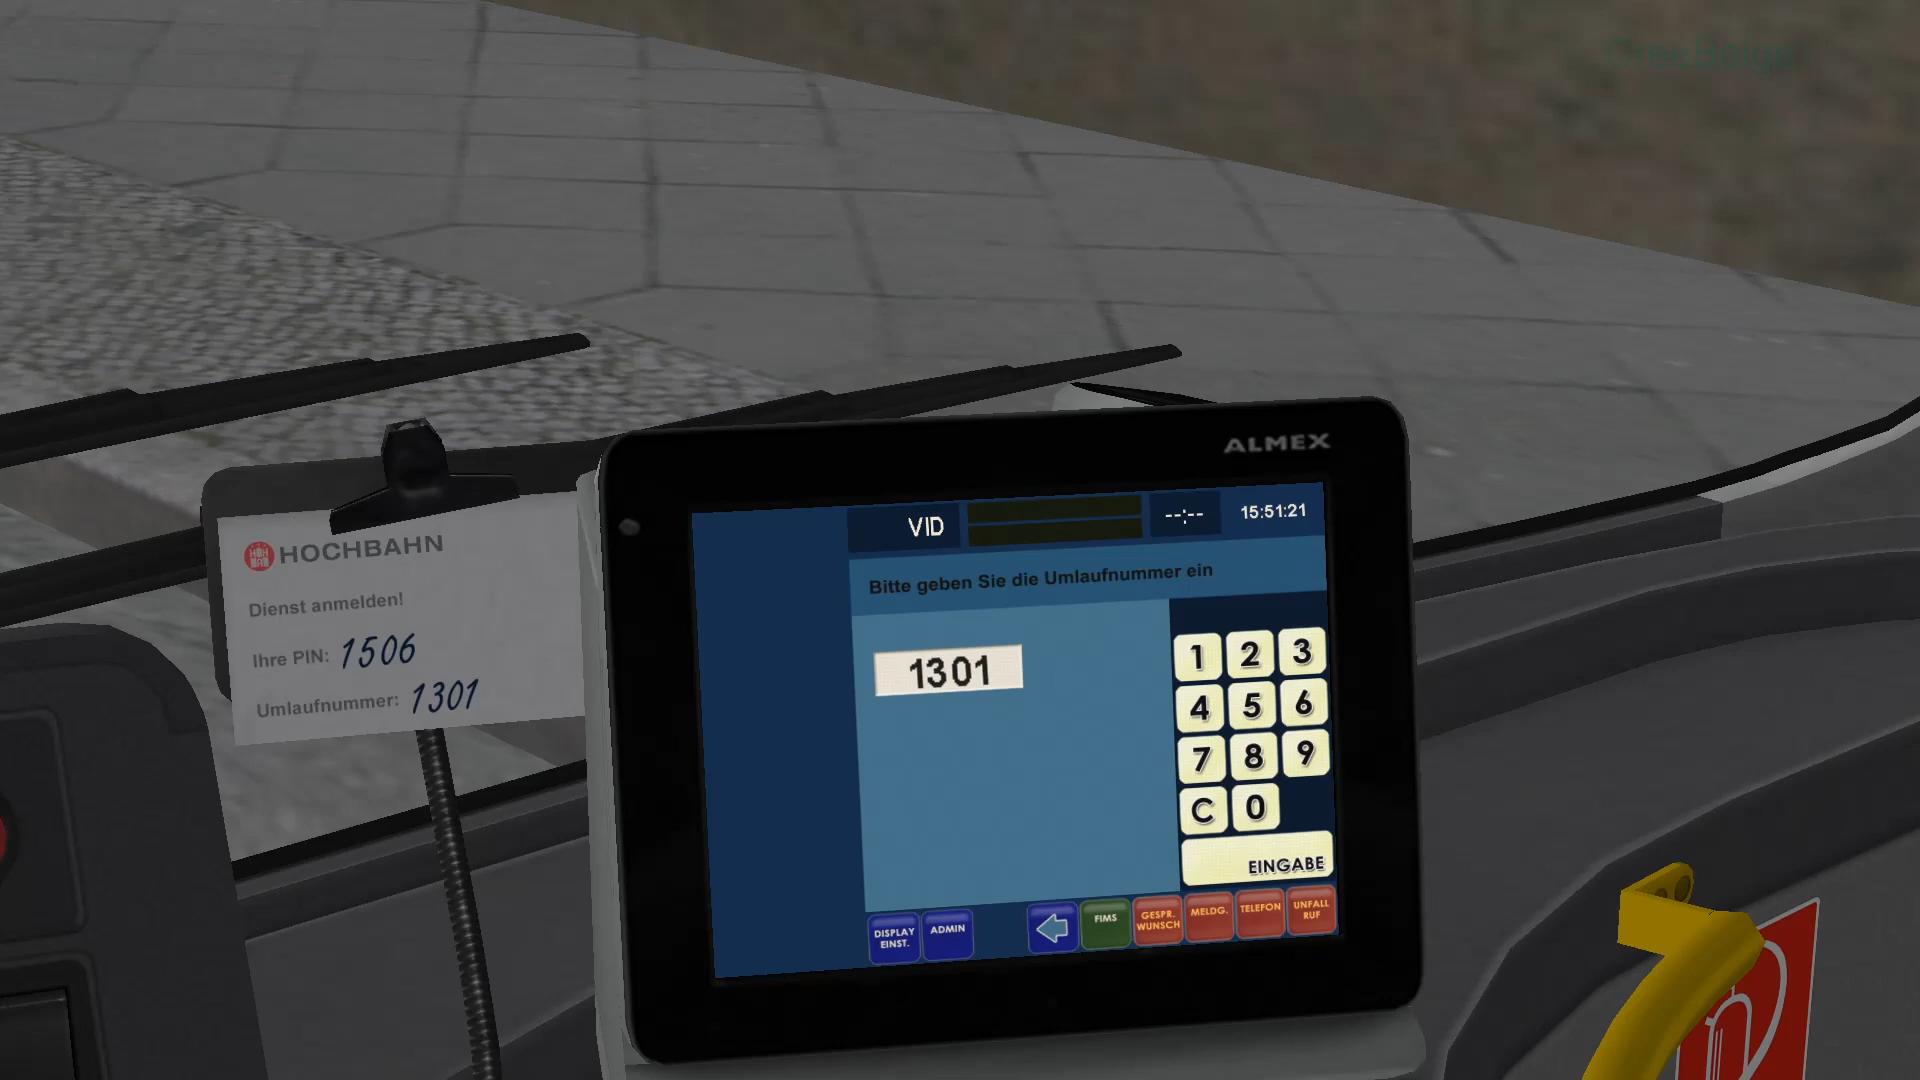 GrecBolga
ALMEX
VID
--:--
15:51:21
Bitte geben Sie die Umlaufnummer ein
1301
1 2 3
4 5 6
7 8 9
C 0
EINGABE
DISPLAY
EINST.
ADMIN
FIMS
GESPR.
WUNSCH
MELDG.
TELEFON
UNFALL
RUF
HOCHBAHN
Dienst anmelden!
Ihre PIN: 1506
Umlaufnummer: 1301